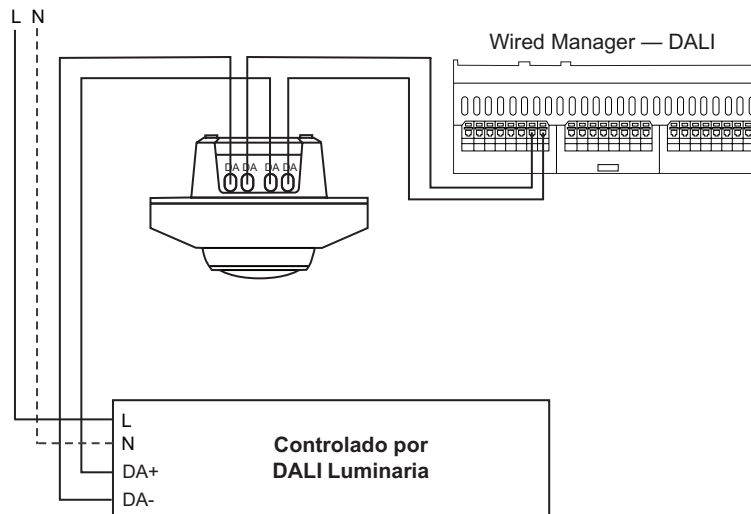 L N
Wired Manager — DALI
DA DA DA DA
L
N
DA+
DA-
Controlado por
DALI Luminaria